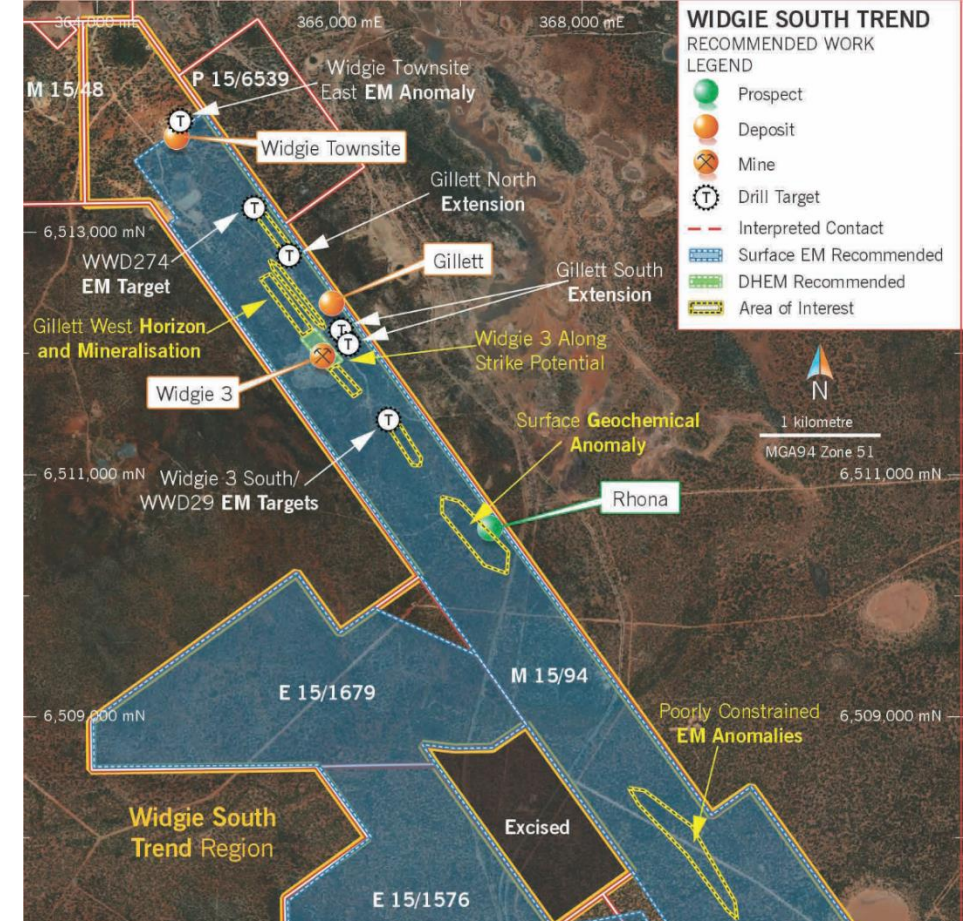 364,000 mE
366,000 mE
368,000 mE
WIDGIE SOUTH TREND
RECOMMENDED WORK
LEGEND
Prospect
Deposit
Mine
T
Drill Target
Interpreted Contact
Surface EM Recommended
DHEM Recommended
Area of Interest
M 15/48
P 15/6539
Widgie Townsite
East EM Anomaly
T
Widgie Townsite
Gillett North
Extension
T
6,513,000 mN
T
WWD274
EM Target
Gillett
Gillett South
Extension
T
T
Gillett West Horizon
and Mineralisation
Widgie 3 Along
Strike Potential
Widgie 3
N
1 kilometre
MGA94 Zone 51
T
Surface Geochemical
Anomaly
6,511,000 mN
6,511,000 mN
Widgie 3 South/
WWD29 EM Targets
Rhona
M 15/94
E 15/1679
6,509,000 mN
6,509,000 mN
Poorly Constrained
EM Anomalies
Widgie South
Trend Region
Excised
E 15/1576